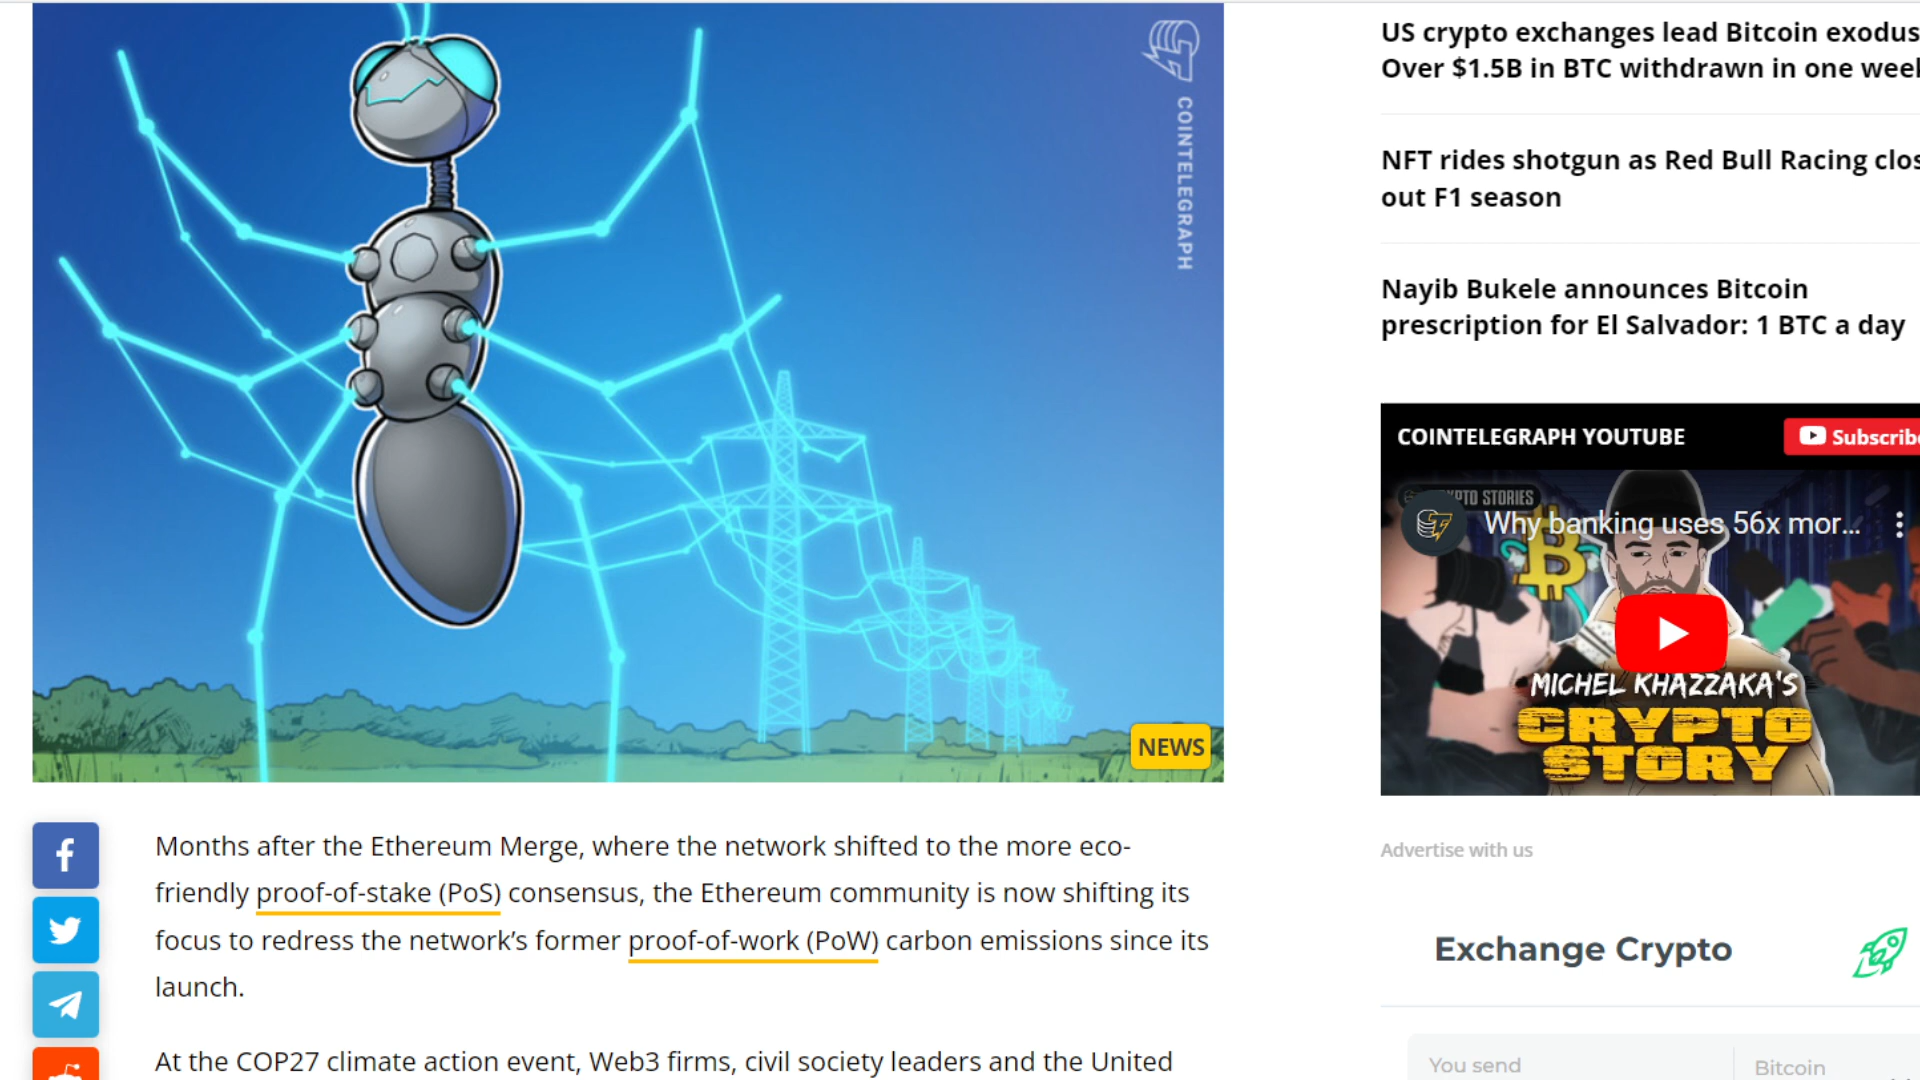 COINTELEGRAPH
NEWS
Months after the Ethereum Merge, where the network shifted to the more eco-
friendly proof-of-stake (PoS) consensus, the Ethereum community is now shifting its
focus to redress the network’s former proof-of-work (PoW) carbon emissions since its
launch.
At the COP27 climate action event, Web3 firms, civil society leaders and the United
US crypto exchanges lead Bitcoin exodus
Over $1.5B in BTC withdrawn in one week
NFT rides shotgun as Red Bull Racing clos
out F1 season
Nayib Bukele announces Bitcoin
prescription for El Salvador: 1 BTC a day
COINTELEGRAPH YOUTUBE
Subscribe
STORIES
Why banking uses 56x mor...
MICHEL KHAZZAKA'S
CRYPTO
STORY
Advertise with us
Exchange Crypto
You send
Bitcoin